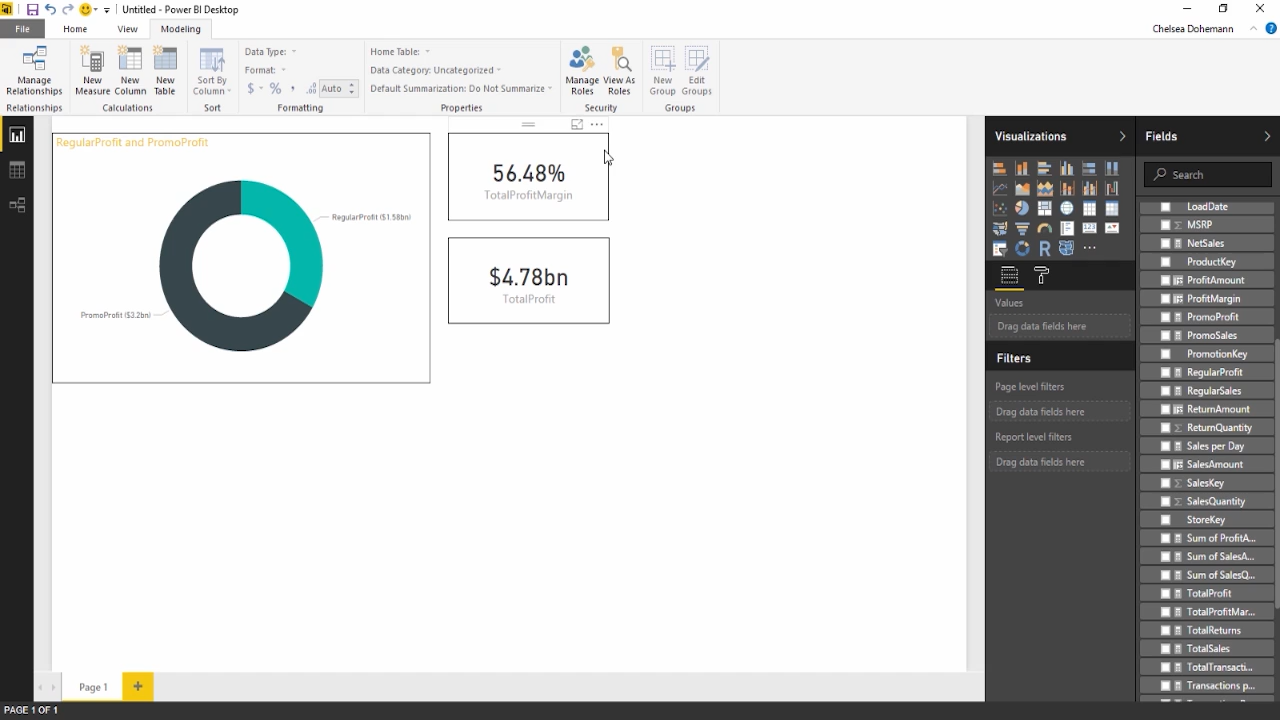 Untitled - Power BI Desktop
File
Home
View
Modeling
Chelsea Dohemann
Manage Relationships
New Measure
New Column
New Table
Sort By Column
Data Type:
Format:
$ % , .00 Auto
Home Table:
Data Category: Uncategorized
Default Summarization: Do Not Summarize
Manage Roles
View As Roles
New Group
Edit Groups
Relationships
Calculations
Sort
Formatting
Properties
Security
Groups
RegularProfit and PromoProfit
RegularProfit ($1.58bn)
PromoProfit ($3.2bn)
56.48%
TotalProfitMargin
$4.78bn
TotalProfit
Visualizations
R
123
Values
Drag data fields here
Filters
Page level filters
Drag data fields here
Report level filters
Drag data fields here
Fields
Search
LoadDate
MSRP
NetSales
ProductKey
ProfitAmount
ProfitMargin
PromoProfit
PromoSales
PromotionKey
RegularProfit
RegularSales
ReturnAmount
ReturnQuantity
Sales per Day
SalesAmount
SalesKey
SalesQuantity
StoreKey
Sum of ProfitA...
Sum of SalesA...
Sum of SalesQ...
TotalProfit
TotalProfitMar...
TotalReturns
TotalSales
TotalTransacti...
Transactions p...
Page 1
PAGE 1 OF 1